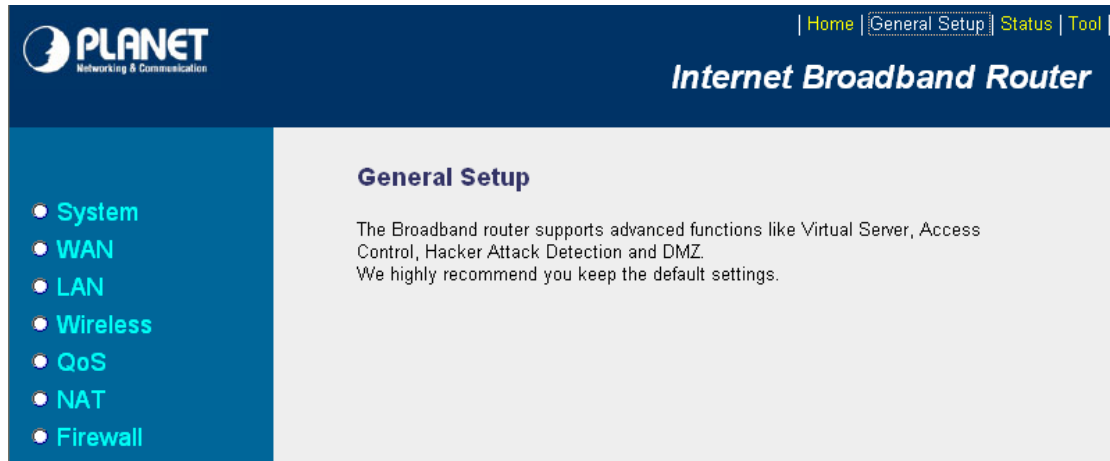 PLANET
Networking & Communication
| Home | General Setup | Status | Tool |
Internet Broadband Router
System
WAN
LAN
Wireless
QoS
NAT
Firewall
General Setup
The Broadband router supports advanced functions like Virtual Server, Access
Control, Hacker Attack Detection and DMZ.
We highly recommend you keep the default settings.